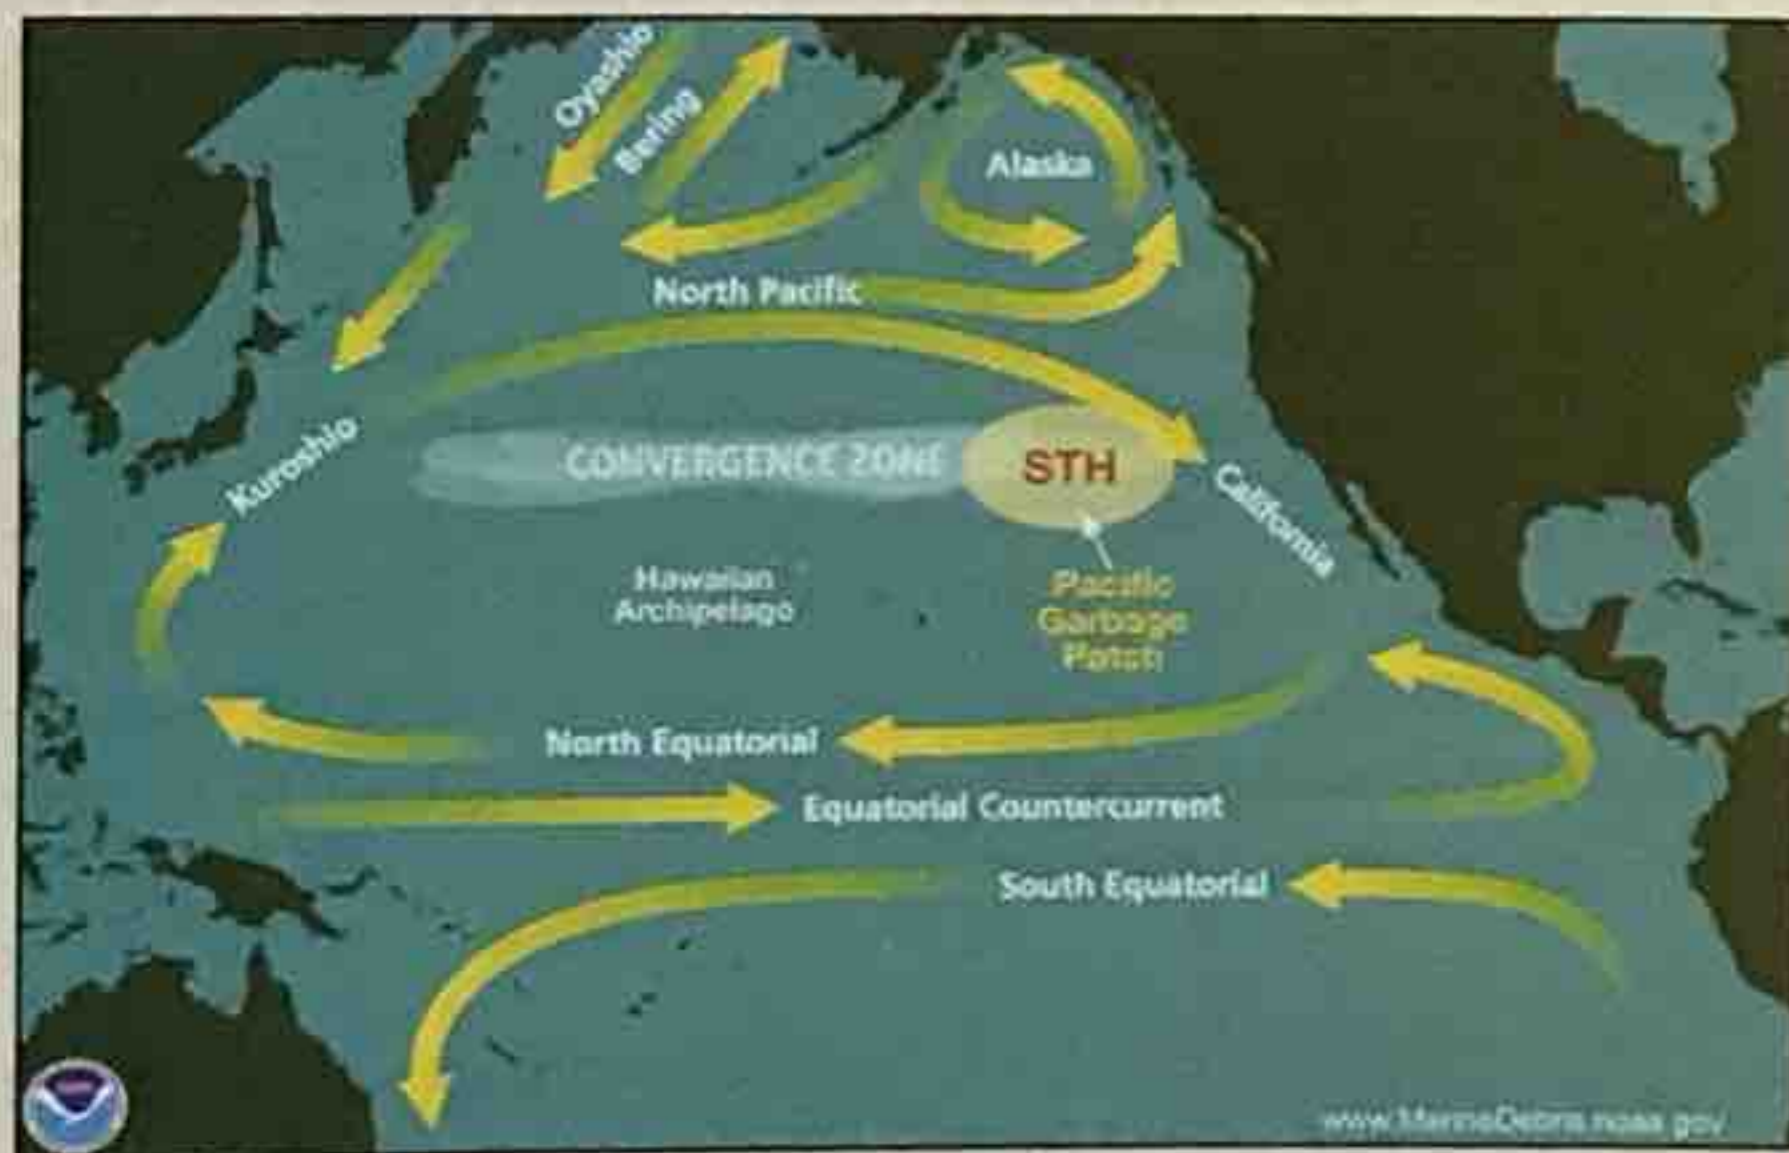 Oyashio
Bering
Alaska
North Pacific
Kuroshio
CONVERGENCE ZONE
STH
California
Hawaiian
Archipelago
Pacific
Garbage
Patch
North Equatorial
Equatorial Countercurrent
South Equatorial
www.MarineDebris.noaa.gov